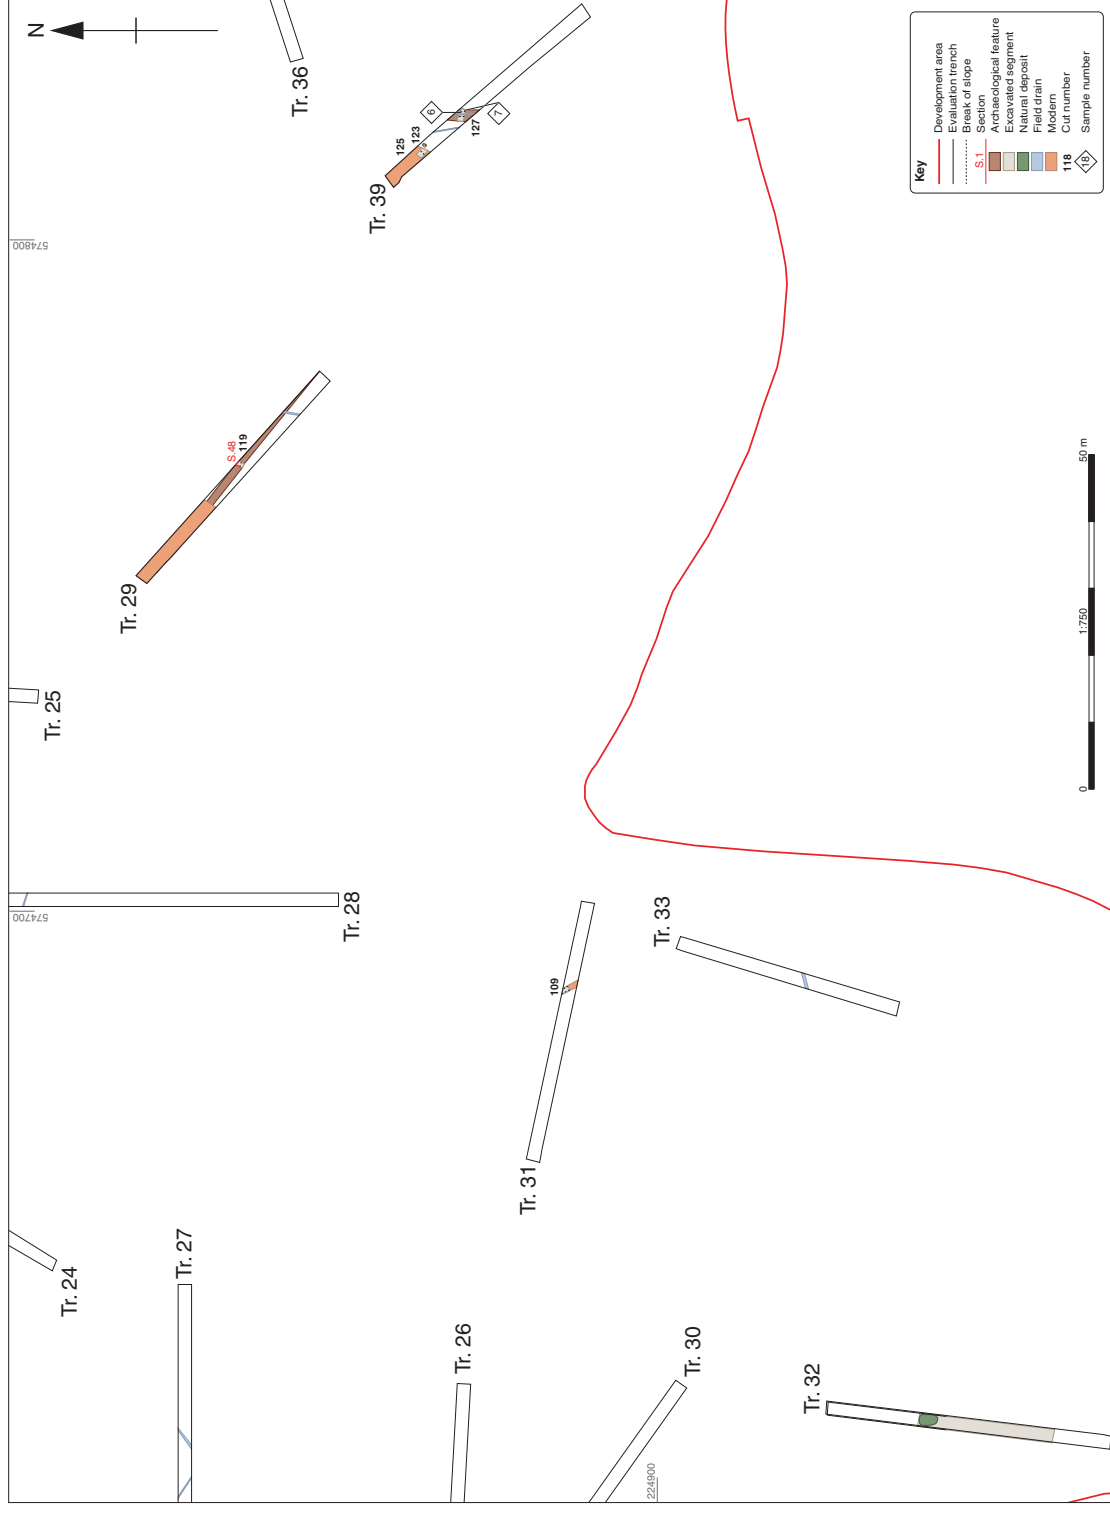 N
Tr. 36
Tr. 39
125
123
127
6
7
574800
Tr. 29
S.48
119
Tr. 25
574700
Tr. 28
Tr. 31
109
Tr. 33
Tr. 24
Tr. 27
Tr. 26
Tr. 30
224900
Tr. 32
0
1:750
50 m
Key
Development area
Evaluation trench
Break of slope
S.1 Section
Archaeological feature
Excavated segment
Natural deposit
Field drain
Modern
118 Cut number
18 Sample number